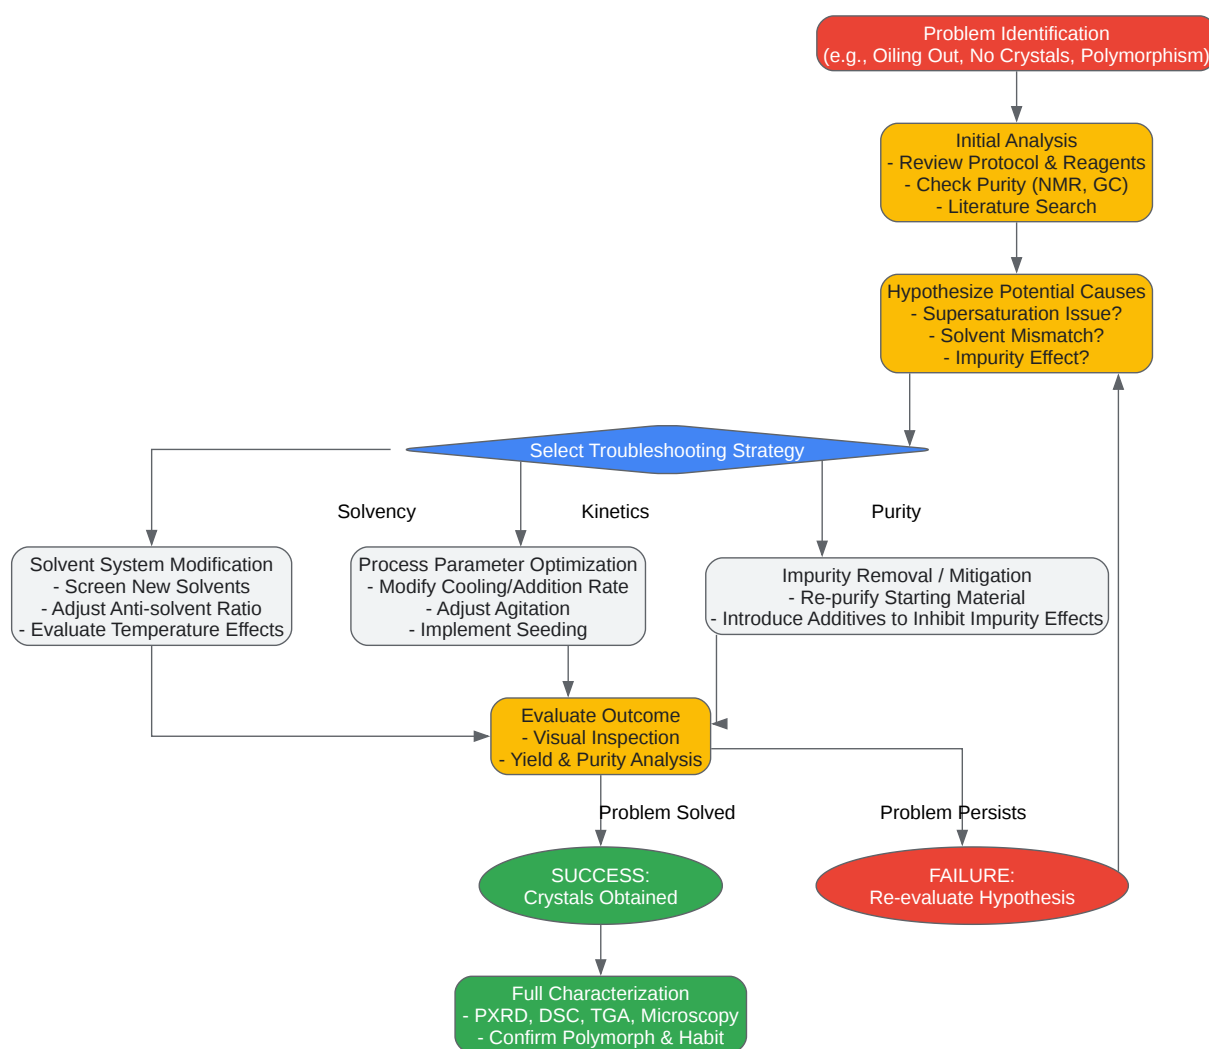 Problem Identification
(e.g., Oiling Out, No Crystals, Polymorphism)
Initial Analysis
- Review Protocol & Reagents
- Check Purity (NMR, GC)
- Literature Search
Hypothesize Potential Causes
- Supersaturation Issue?
- Solvent Mismatch?
- Impurity Effect?
Select Troubleshooting Strategy
Solvency
Kinetics
Purity
Solvent System Modification
- Screen New Solvents
- Adjust Anti-solvent Ratio
- Evaluate Temperature Effects
Process Parameter Optimization
- Modify Cooling/Addition Rate
- Adjust Agitation
- Implement Seeding
Impurity Removal / Mitigation
- Re-purify Starting Material
- Introduce Additives to Inhibit Impurity Effects
Evaluate Outcome
- Visual Inspection
- Yield & Purity Analysis
Problem Solved
Problem Persists
SUCCESS:
Crystals Obtained
FAILURE:
Re-evaluate Hypothesis
Full Characterization
- PXRD, DSC, TGA, Microscopy
- Confirm Polymorph & Habit